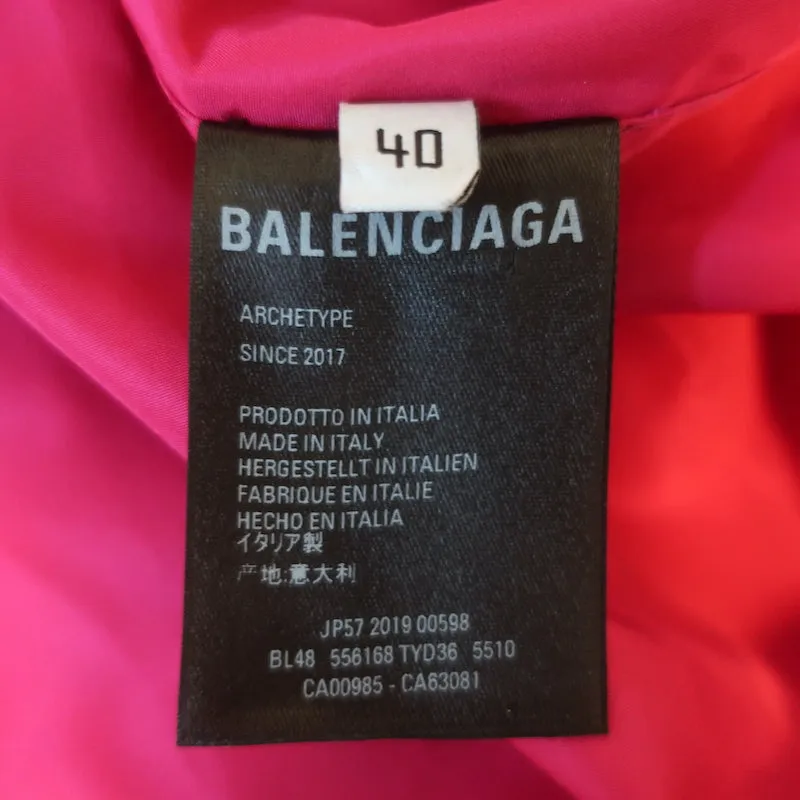 40
BALENCIAGA
ARCHETYPE
SINCE 2017
PRODOTTO IN ITALIA
MADE IN ITALY
HERGESTELLT IN ITALIEN
FABRIQUE EN ITALIE
HECHO EN ITALIA
イタリア製
产地:意大利
JP57 2019 00598
BL48 556168 TYD36 5510
CA00985 - CA63081